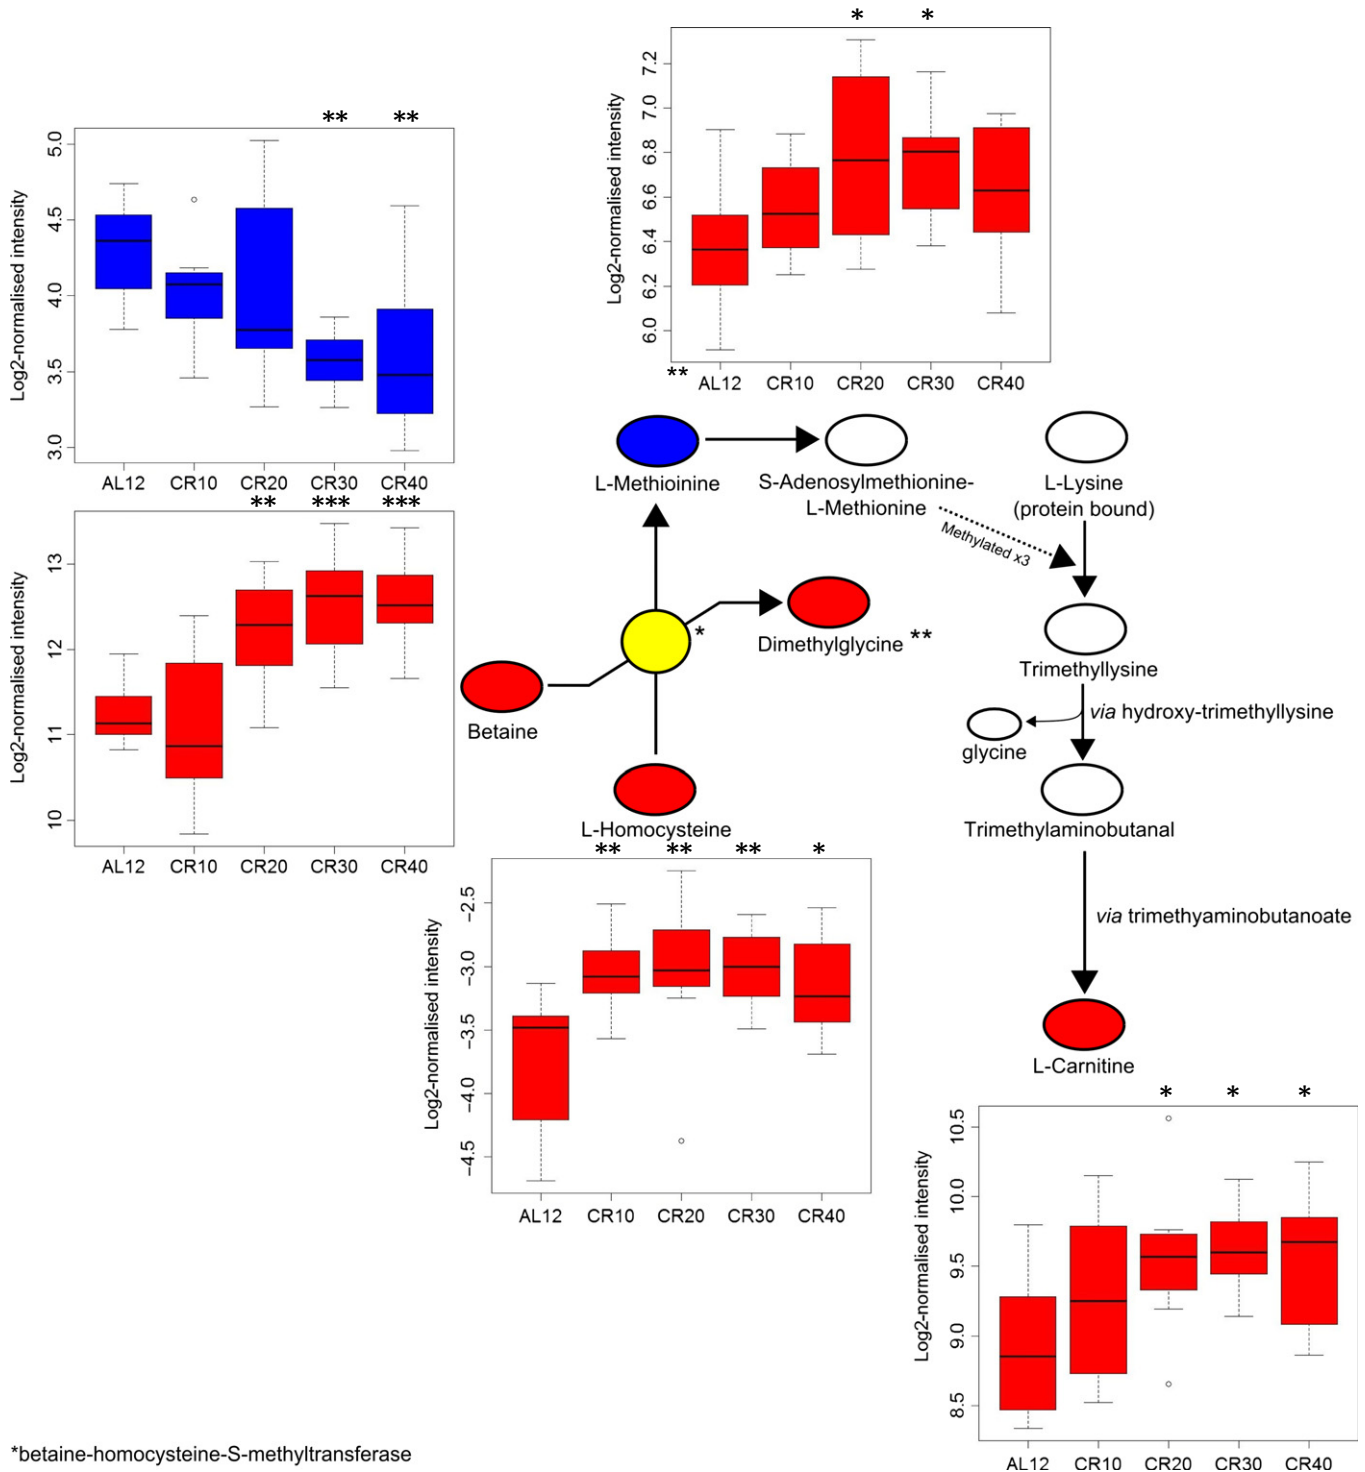 * *
7.2
7.0
6.8
6.6
6.4
6.2
6.0
Log2-normalised intensity
** AL12 CR10 CR20 CR30 CR40
** **
5.0
4.5
4.0
3.5
3.0
Log2-normalised intensity
AL12 CR10 CR20 CR30 CR40
** *** ***
13
12
11
10
Log2-normalised intensity
AL12 CR10 CR20 CR30 CR40
L-Methioinine
S-Adenosylmethionine-
L-Methionine
L-Lysine
(protein bound)
Methylated x3
*
Dimethylglycine **
Trimethyllysine
Betaine
via hydroxy-trimethyllysine
glycine
L-Homocysteine
Trimethylaminobutanal
** ** ** *
-2.5
-3.0
-3.5
-4.0
-4.5
Log2-normalised intensity
AL12 CR10 CR20 CR30 CR40
via trimethyaminobutanoate
L-Carnitine
* * *
10.5
10.0
9.5
9.0
8.5
Log2-normalised intensity
AL12 CR10 CR20 CR30 CR40
*betaine-homocysteine-S-methyltransferase